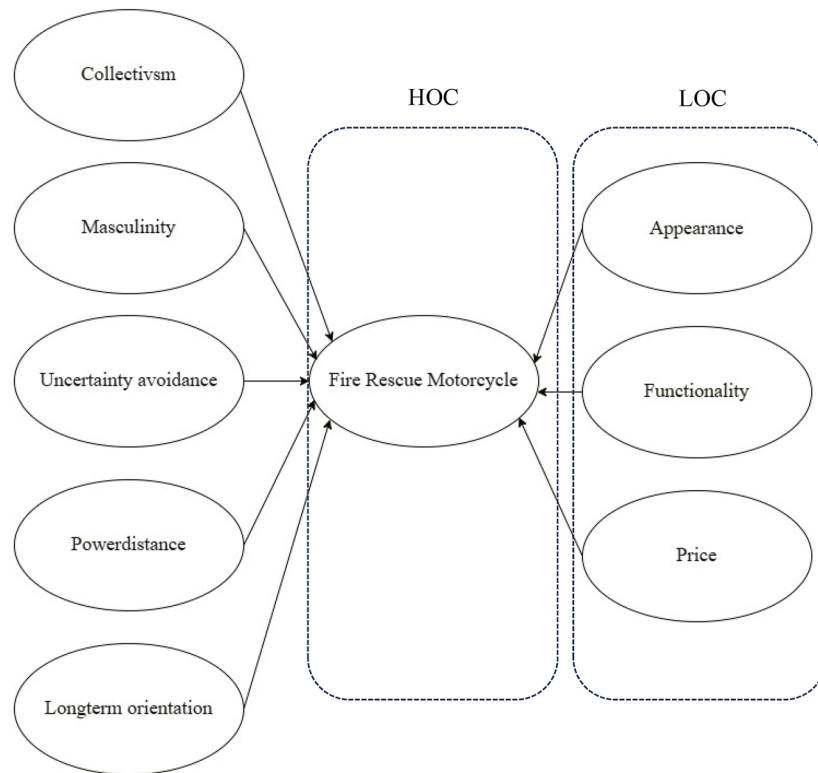 Collectivsm
Masculinity
Uncertainty avoidance
Powerdistance
Longterm orientation
HOC
Fire Rescue Motorcycle
LOC
Appearance
Functionality
Price